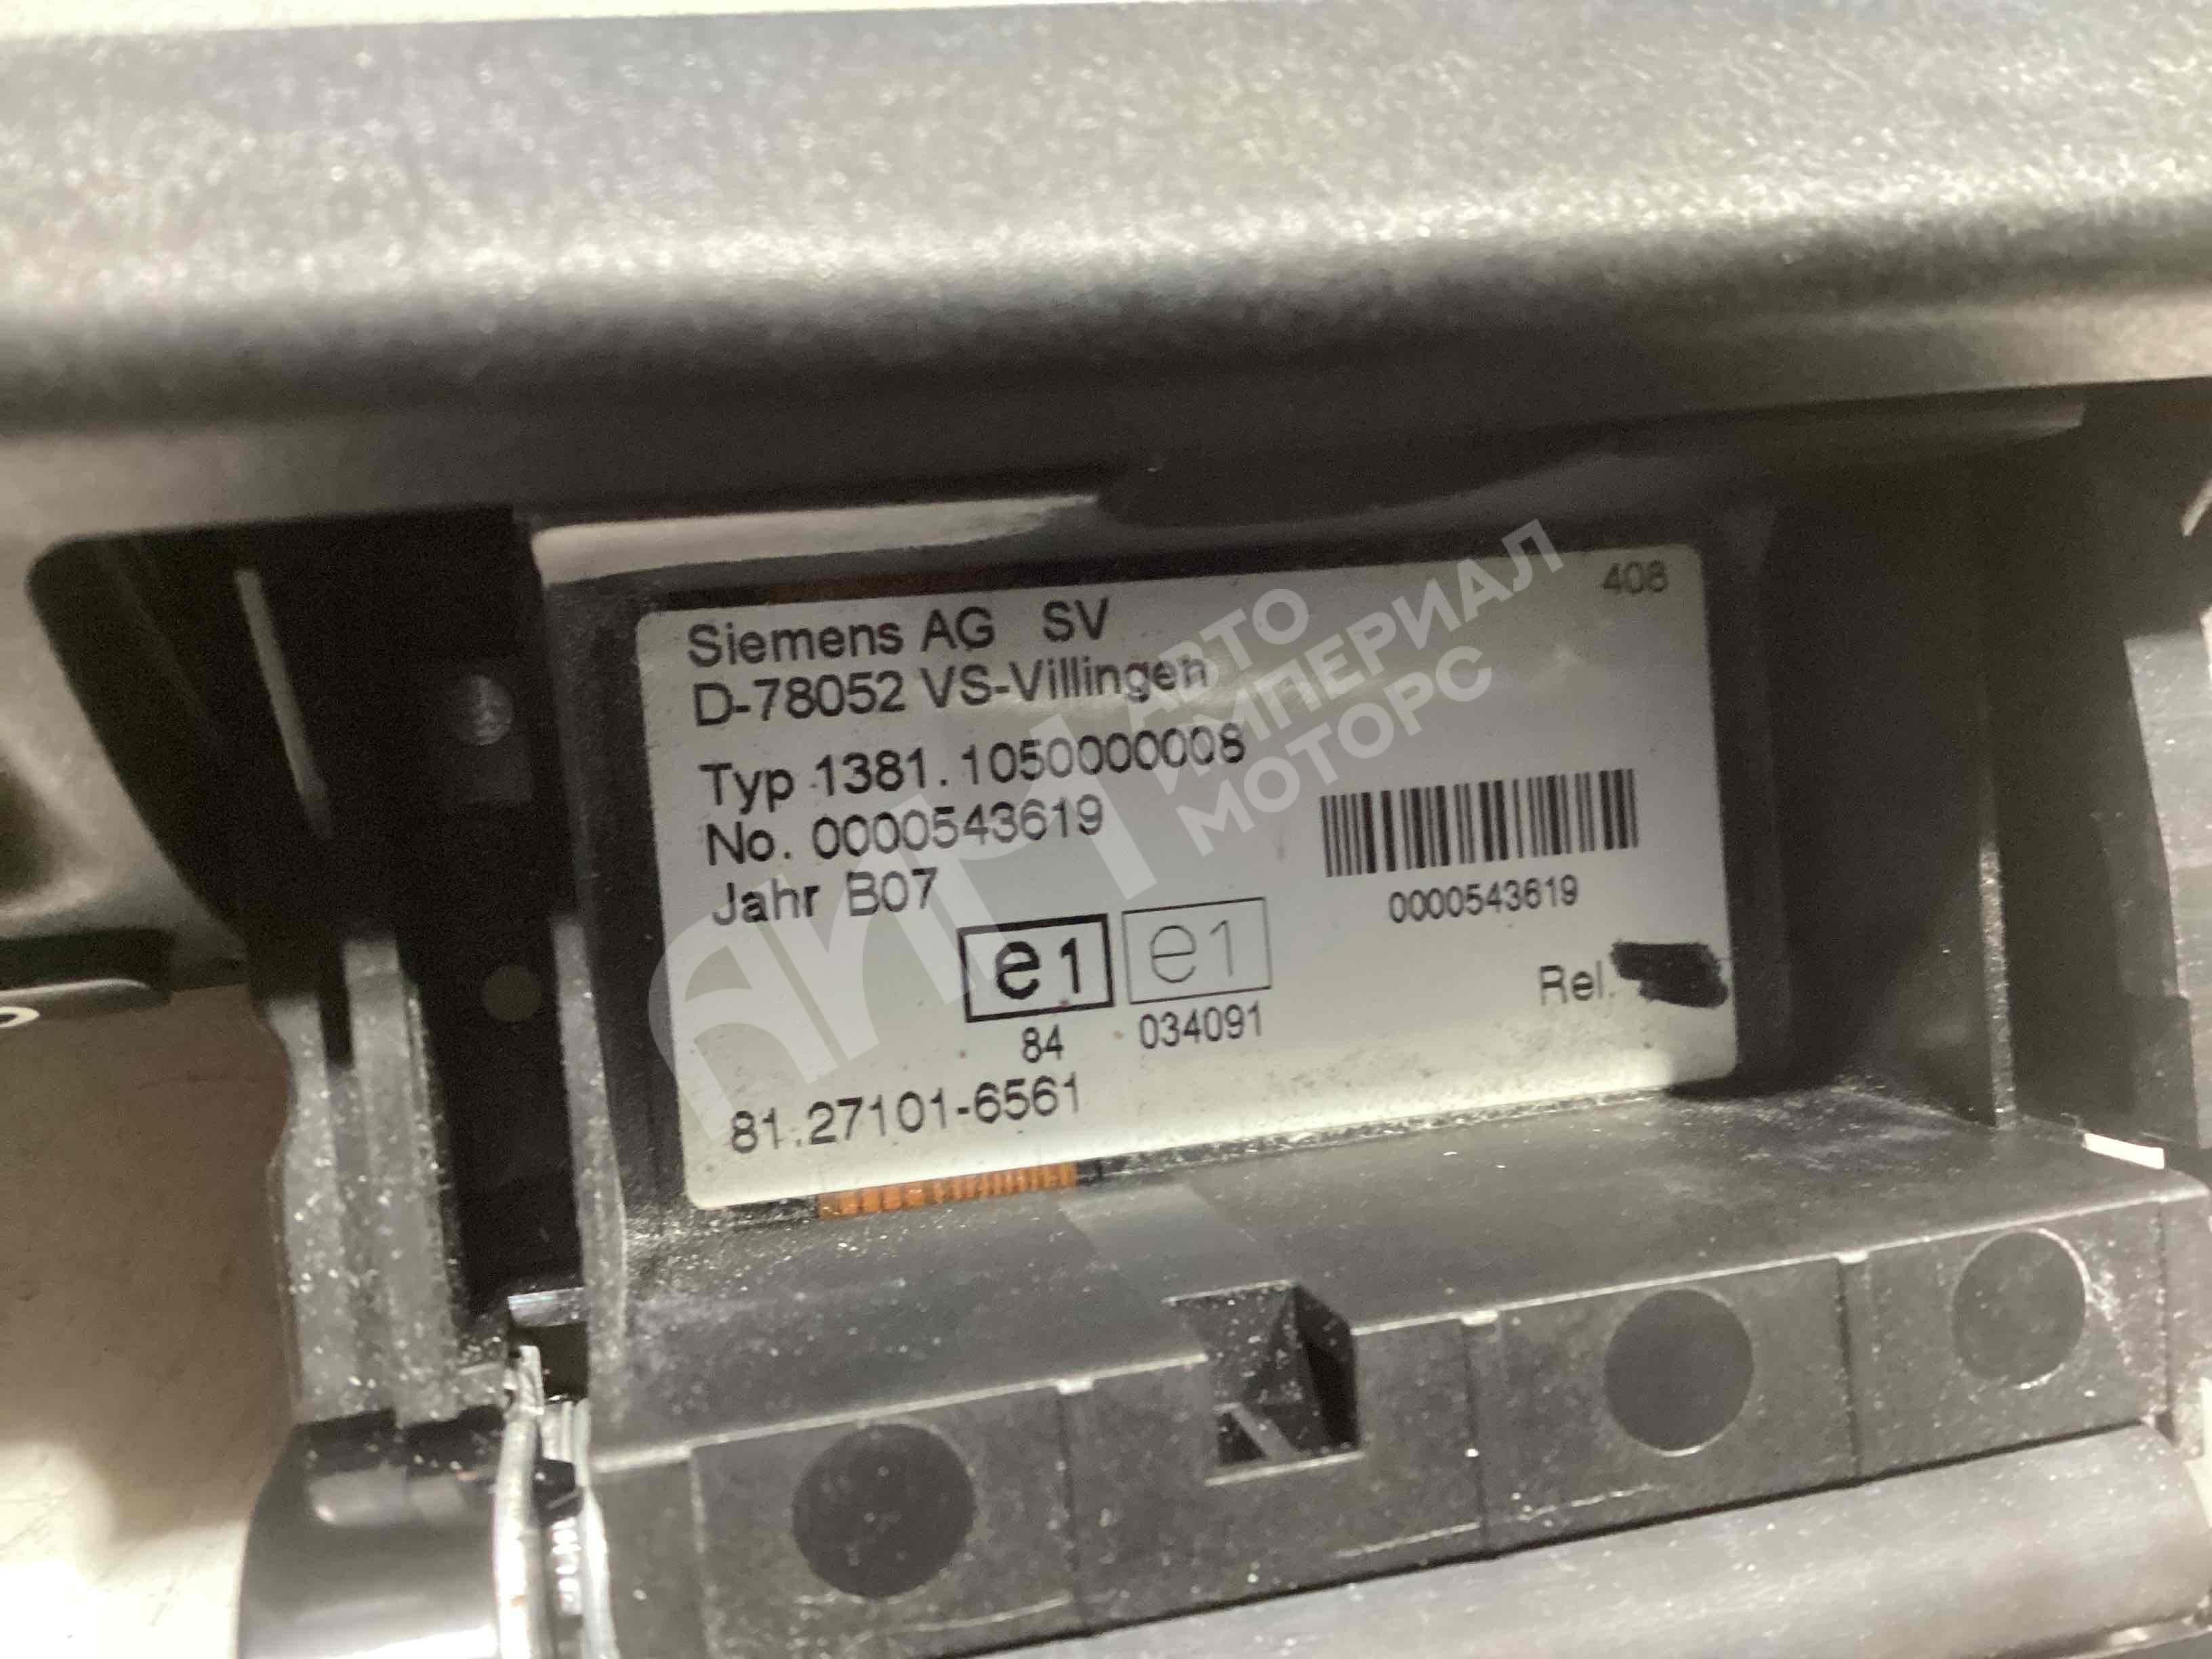 408
Siemens AG SV
D-78052 VS-Villingen
Typ 1381.1050000008
No. 0000543619
Jahr B07
0000543619
e1 e1
84 034091
Rel.
81.27101-6561
АИМ АВТО
ИМПЕРИАЛ
МОТОРС